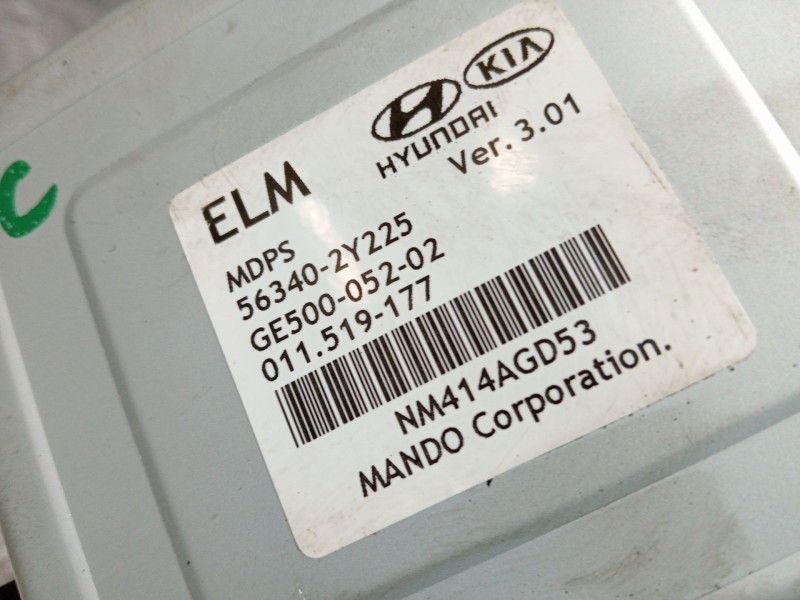 C
KIA
HYUNDAI
ELM
Ver. 3.01
MDPS
56340-2Y225
GE500-052-02
011.519-177
NM414AGD53
MANDO Corporation.